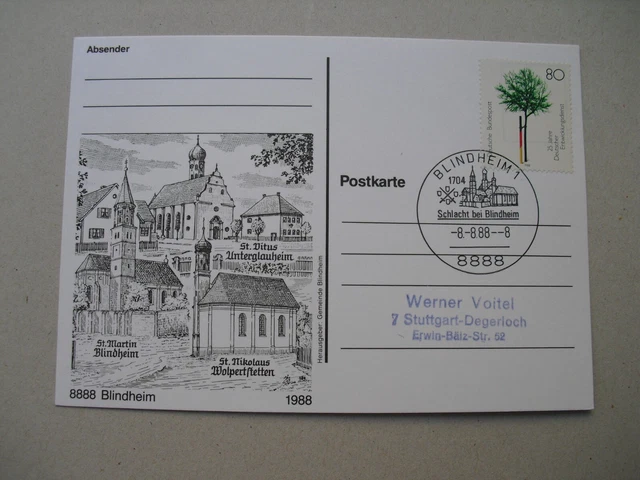 Absender
80
Deutsche Bundespost
25 Jahre
Deutscher
Entwicklungsdienst
BLINDHEIM 1
1704
Schlacht bei Blindheim
-8.-8.88--8
8888
Postkarte
St. Vitus
Unterglauheim
St. Martin
Blindheim
St. Nikolaus
Wolpertstetten
Herausgeber: Gemeinde Blindheim
8888 Blindheim
1988
Werner Voitel
7 Stuttgart-Degerloch
Erwin-Bälz-Str. 52